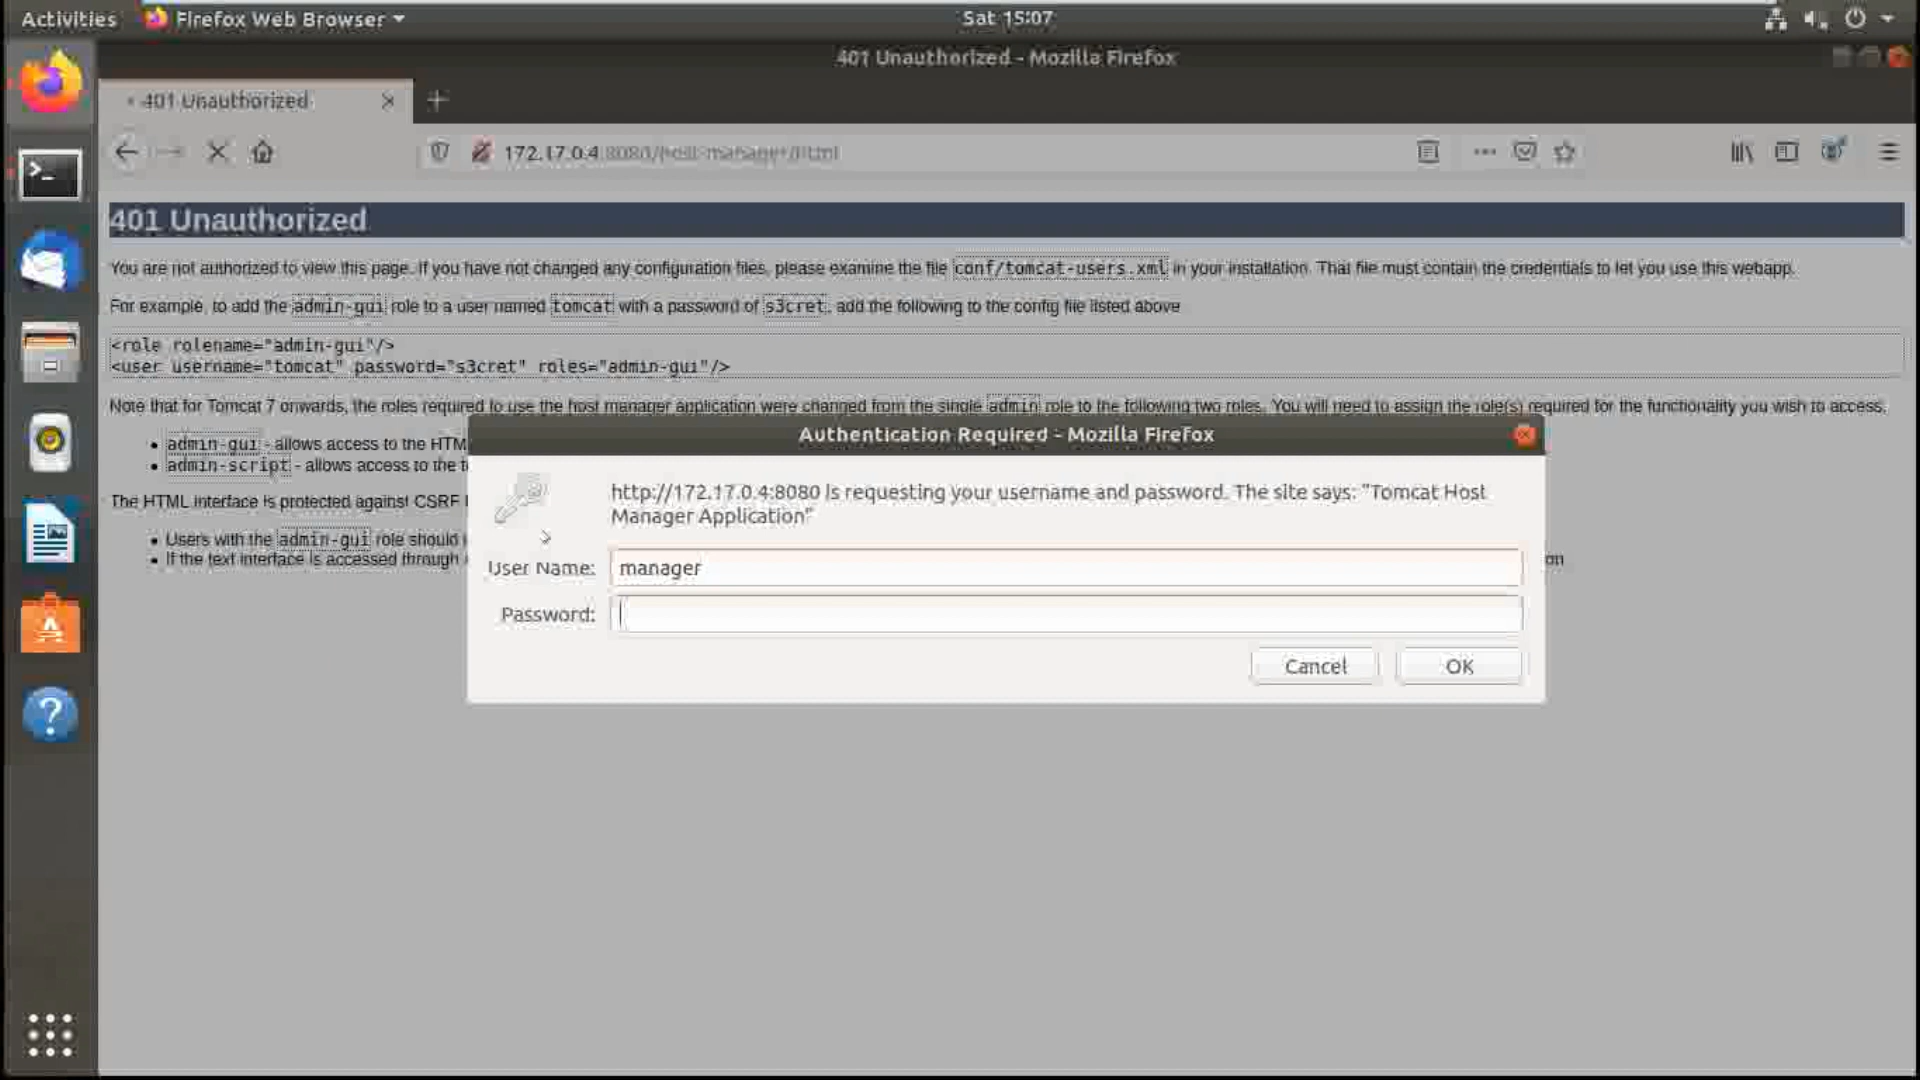 Activities
Firefox Web Browser
Sat 15:07
401 Unauthorized - Mozilla Firefox
401 Unauthorized
172.17.0.4:8080/host-manager/html
401 Unauthorized
You are not authorized to view this page. If you have not changed any configuration files, please examine the file conf/tomcat-users.xml in your installation. That file must contain the credentials to let you use this webapp.
For example, to add the admin-gui role to a user named tomcat with a password of s3cret, add the following to the config file listed above
<role rolename="admin-gui"/>
<user username="tomcat" password="s3cret" roles="admin-gui"/>
Note that for Tomcat 7 onwards, the roles required to use the host manager application were changed from the single admin role to the following two roles. You will need to assign the role(s) required for the functionality you wish to access.
admin-gui - allows access to the HTM
admin-script - allows access to the t
The HTML interface is protected against CSRF
Users with the admin-gui role should
If the text interface is accessed through
on
Authentication Required - Mozilla Firefox
http://172.17.0.4:8080 is requesting your username and password. The site says: "Tomcat Host
Manager Application"
User Name: manager
Password:
Cancel OK